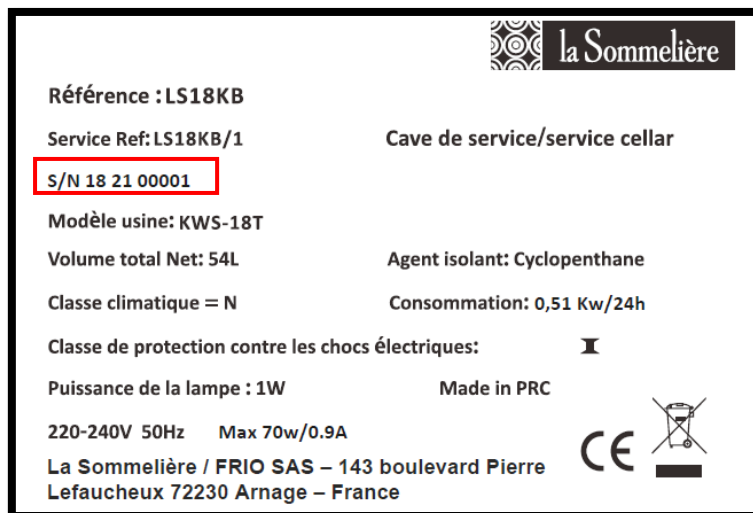 la Sommelière
Référence : LS18KB
Service Ref: LS18KB/1 Cave de service/service cellar
S/N 18 21 00001
Modèle usine: KWS-18T
Volume total Net: 54L Agent isolant: Cyclopenthane
Classe climatique = N Consommation: 0,51 Kw/24h
Classe de protection contre les chocs électriques: I
Puissance de la lampe : 1W Made in PRC
220-240V 50Hz Max 70w/0.9A
CE
La Sommelière / FRIO SAS – 143 boulevard Pierre
Lefaucheux 72230 Arnage – France